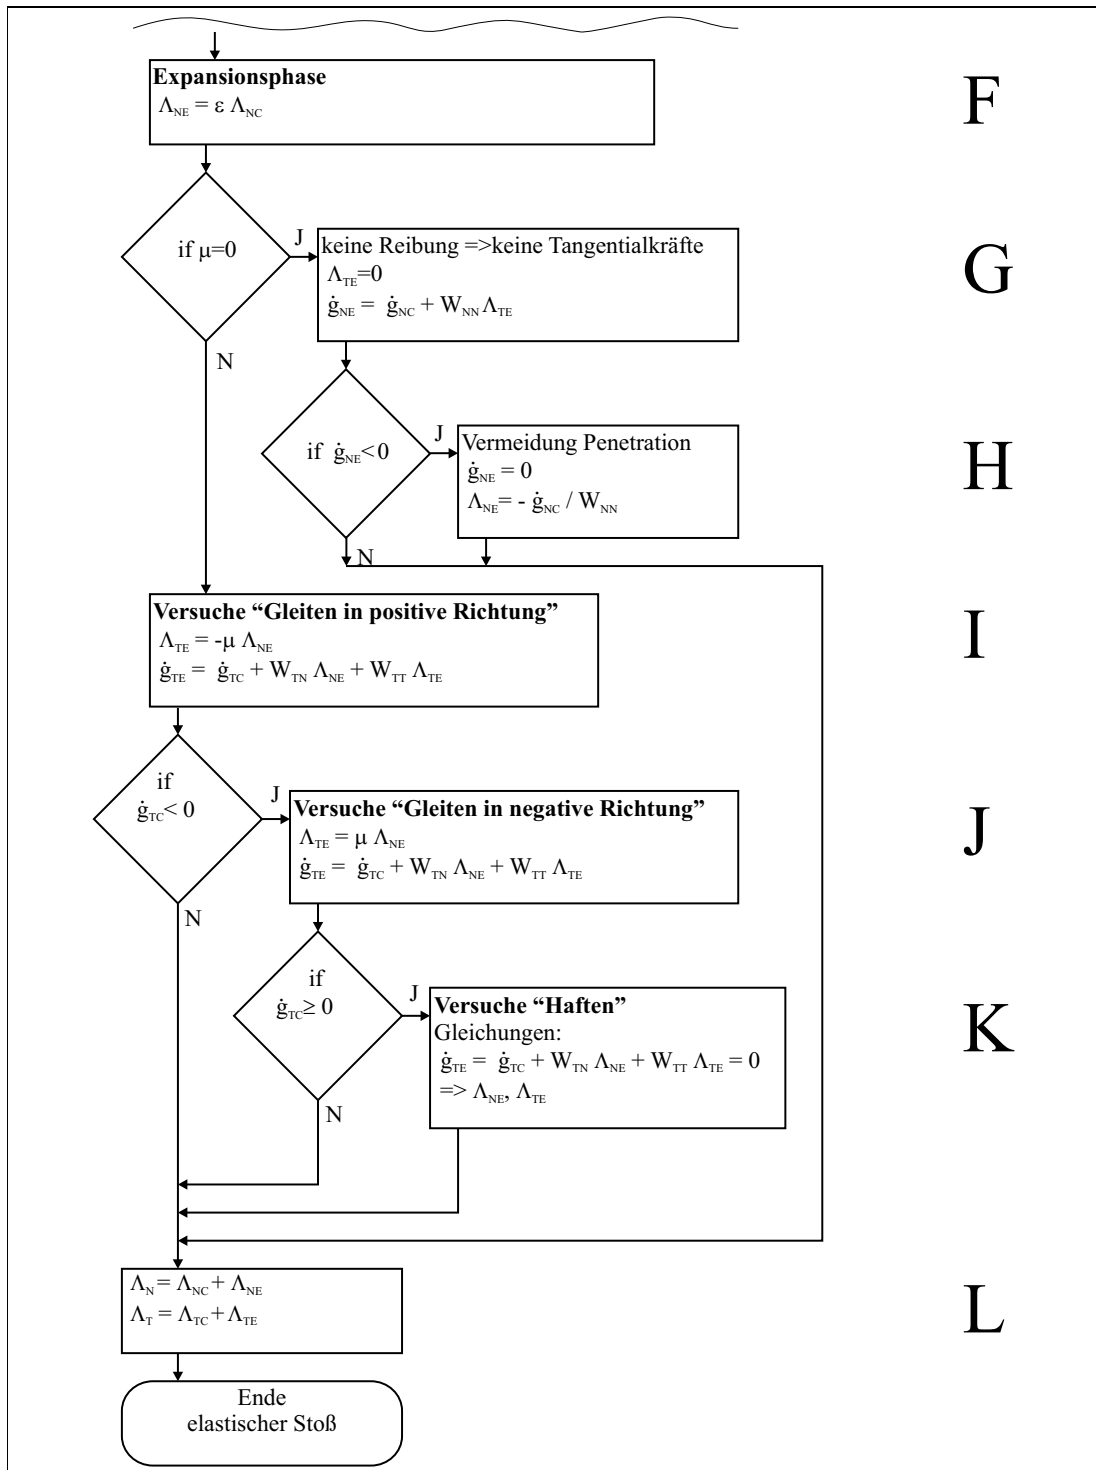 Expansionsphase
Λ_NE = ε Λ_NC
F
if μ=0
J
keine Reibung =>keine Tangentialkräfte
Λ_TE=0
ġ_NE = ġ_NC + W_NN Λ_TE
G
N
if ġ_NE<0
J
Vermeidung Penetration
ġ_NE = 0
Λ_NE= - ġ_NC / W_NN
H
N
Versuche “Gleiten in positive Richtung”
Λ_TE = -μ Λ_NE
ġ_TE = ġ_TC + W_TN Λ_NE + W_TT Λ_TE
I
if
ġ_TC< 0
J
Versuche “Gleiten in negative Richtung”
Λ_TE = μ Λ_NE
ġ_TE = ġ_TC + W_TN Λ_NE + W_TT Λ_TE
J
N
if
ġ_TC≥ 0
J
Versuche “Haften”
Gleichungen:
ġ_TE = ġ_TC + W_TN Λ_NE + W_TT Λ_TE = 0
=> Λ_NE, Λ_TE
K
N
Λ_N = Λ_NC + Λ_NE
Λ_T = Λ_TC + Λ_TE
L
Ende
elastischer Stoß